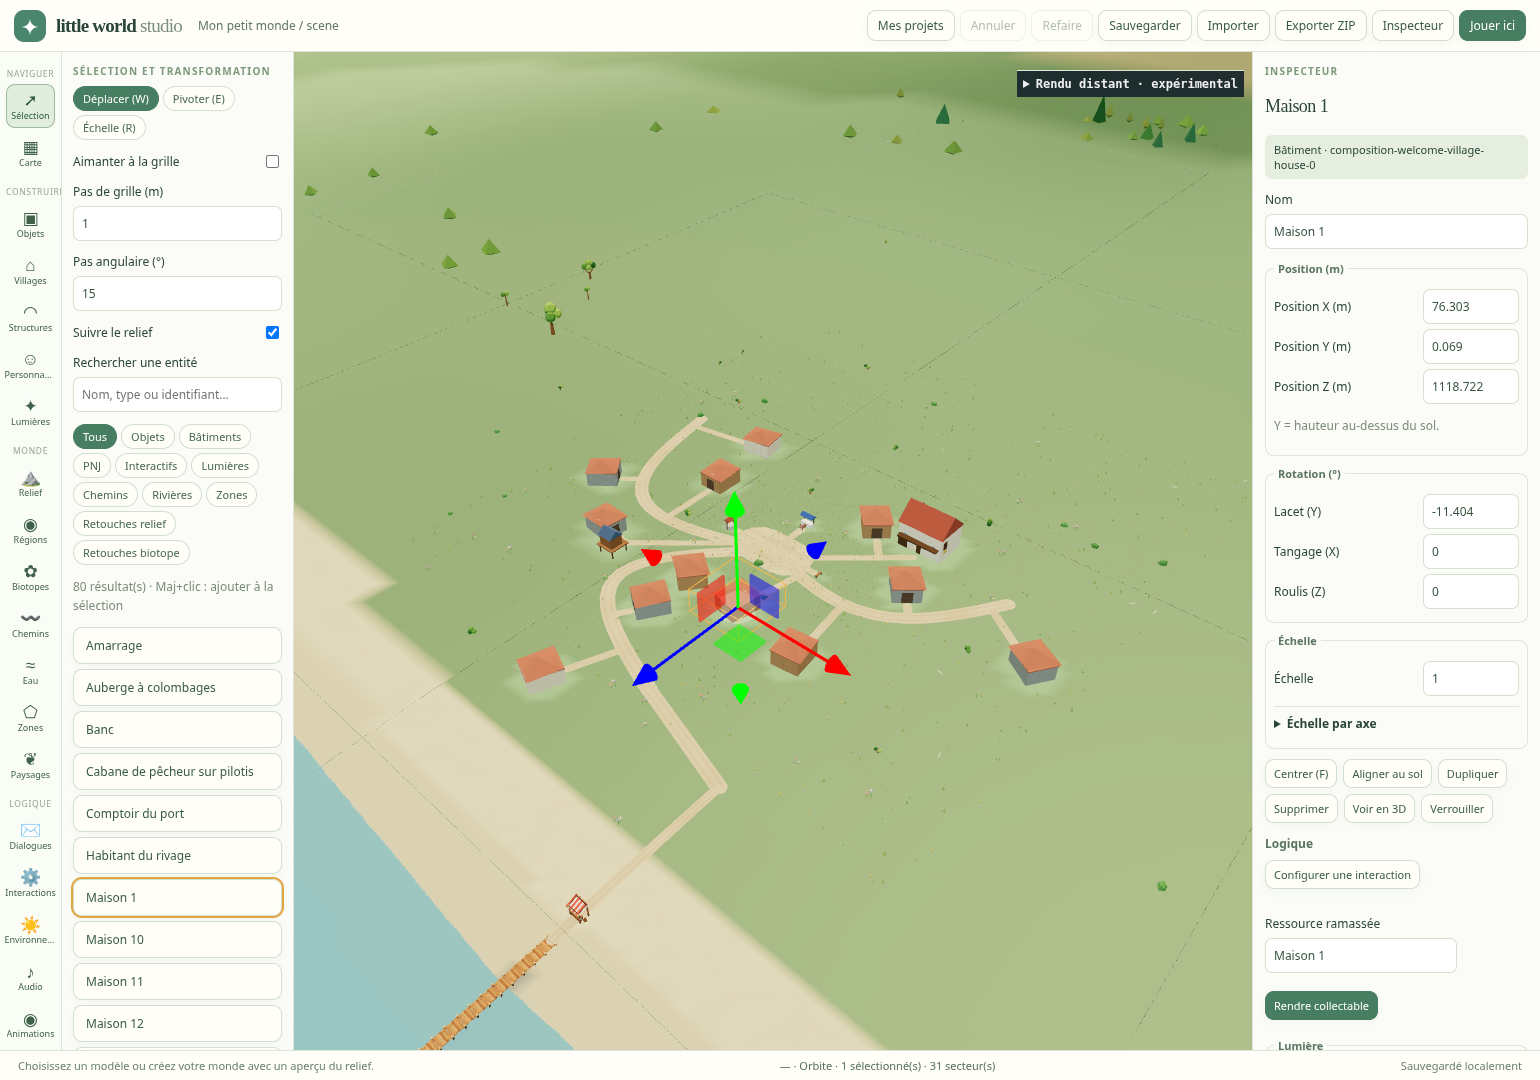 little world studio
Mon petit monde / scene
Mes projets
Annuler
Refaire
Sauvegarder
Importer
Exporter ZIP
Inspecteur
Jouer ici
NAVIGUER
Sélection
Carte
CONSTRUIR
Objets
Villages
Structures
Personna...
Lumières
MONDE
Relief
Régions
Biotopes
Chemins
Eau
Zones
Paysages
LOGIQUE
Dialogues
Interactions
Environne...
Audio
Animations
SÉLECTION ET TRANSFORMATION
Déplacer (W)
Pivoter (E)
Échelle (R)
Aimanter à la grille
Pas de grille (m)
1
Pas angulaire (°)
15
Suivre le relief
Rechercher une entité
Nom, type ou identifiant...
Tous
Objets
Bâtiments
PNJ
Interactifs
Lumières
Chemins
Rivières
Zones
Retouches relief
Retouches biotope
80 résultat(s) · Maj+clic : ajouter à la
sélection
Amarrage
Auberge à colombages
Banc
Cabane de pêcheur sur pilotis
Comptoir du port
Habitant du rivage
Maison 1
Maison 10
Maison 11
Maison 12
Rendu distant · expérimental
INSPECTEUR
Maison 1
Bâtiment · composition-welcome-village-
house-0
Nom
Maison 1
Position (m)
Position X (m)
76.303
Position Y (m)
0.069
Position Z (m)
1118.722
Y = hauteur au-dessus du sol.
Rotation (°)
Lacet (Y)
-11.404
Tangage (X)
0
Roulis (Z)
0
Échelle
Échelle
1
Échelle par axe
Centrer (F)
Aligner au sol
Dupliquer
Supprimer
Voir en 3D
Verrouiller
Logique
Configurer une interaction
Ressource ramassée
Maison 1
Rendre collectable
Lumière
Choisissez un modèle ou créez votre monde avec un aperçu du relief.
— · Orbite · 1 sélectionné(s) · 31 secteur(s)
Sauvegardé localement